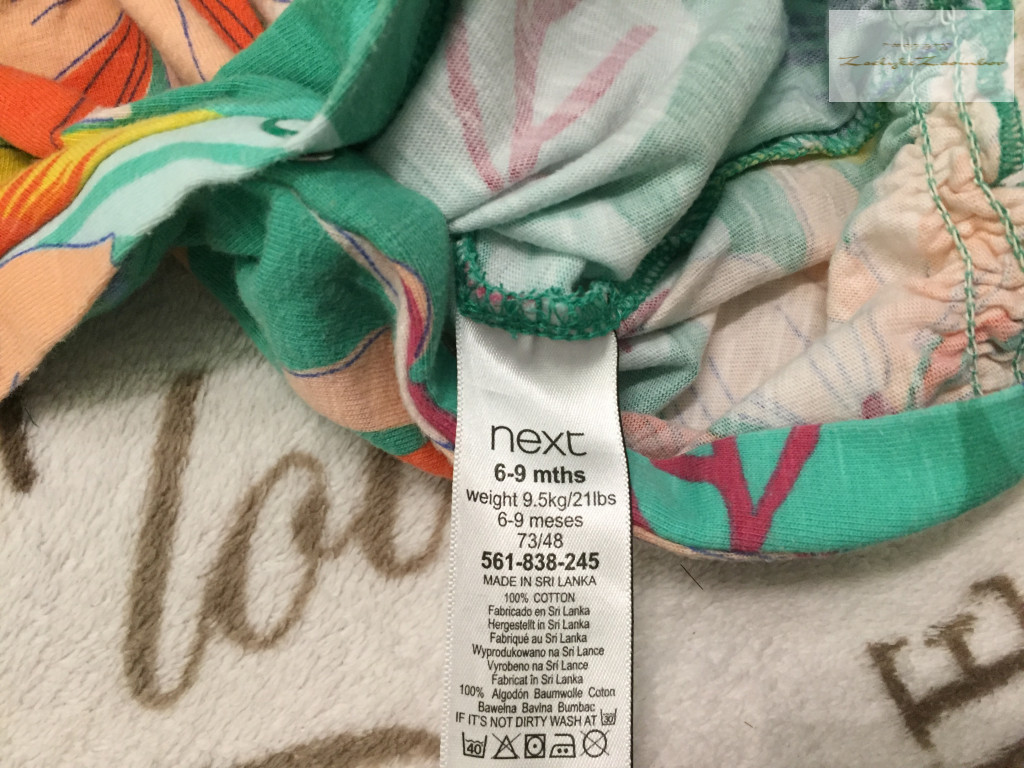 next
6-9 mths
weight 9.5kg/21lbs
6-9 meses
73/48
561-838-245
MADE IN SRI LANKA
100% COTTON
Fabricado en Sri Lanka
Hergestellt in Sri Lanka
Fabriqué au Sri Lanka
Wyprodukowano na Sri Lance
Vyrobeno na Srí Lance
Fabricat în Sri Lanka
100% Algodón Baumwolle Coton
Bawełna Bavlna Bumbac
IF IT'S NOT DIRTY WASH AT 30
40
lov
E